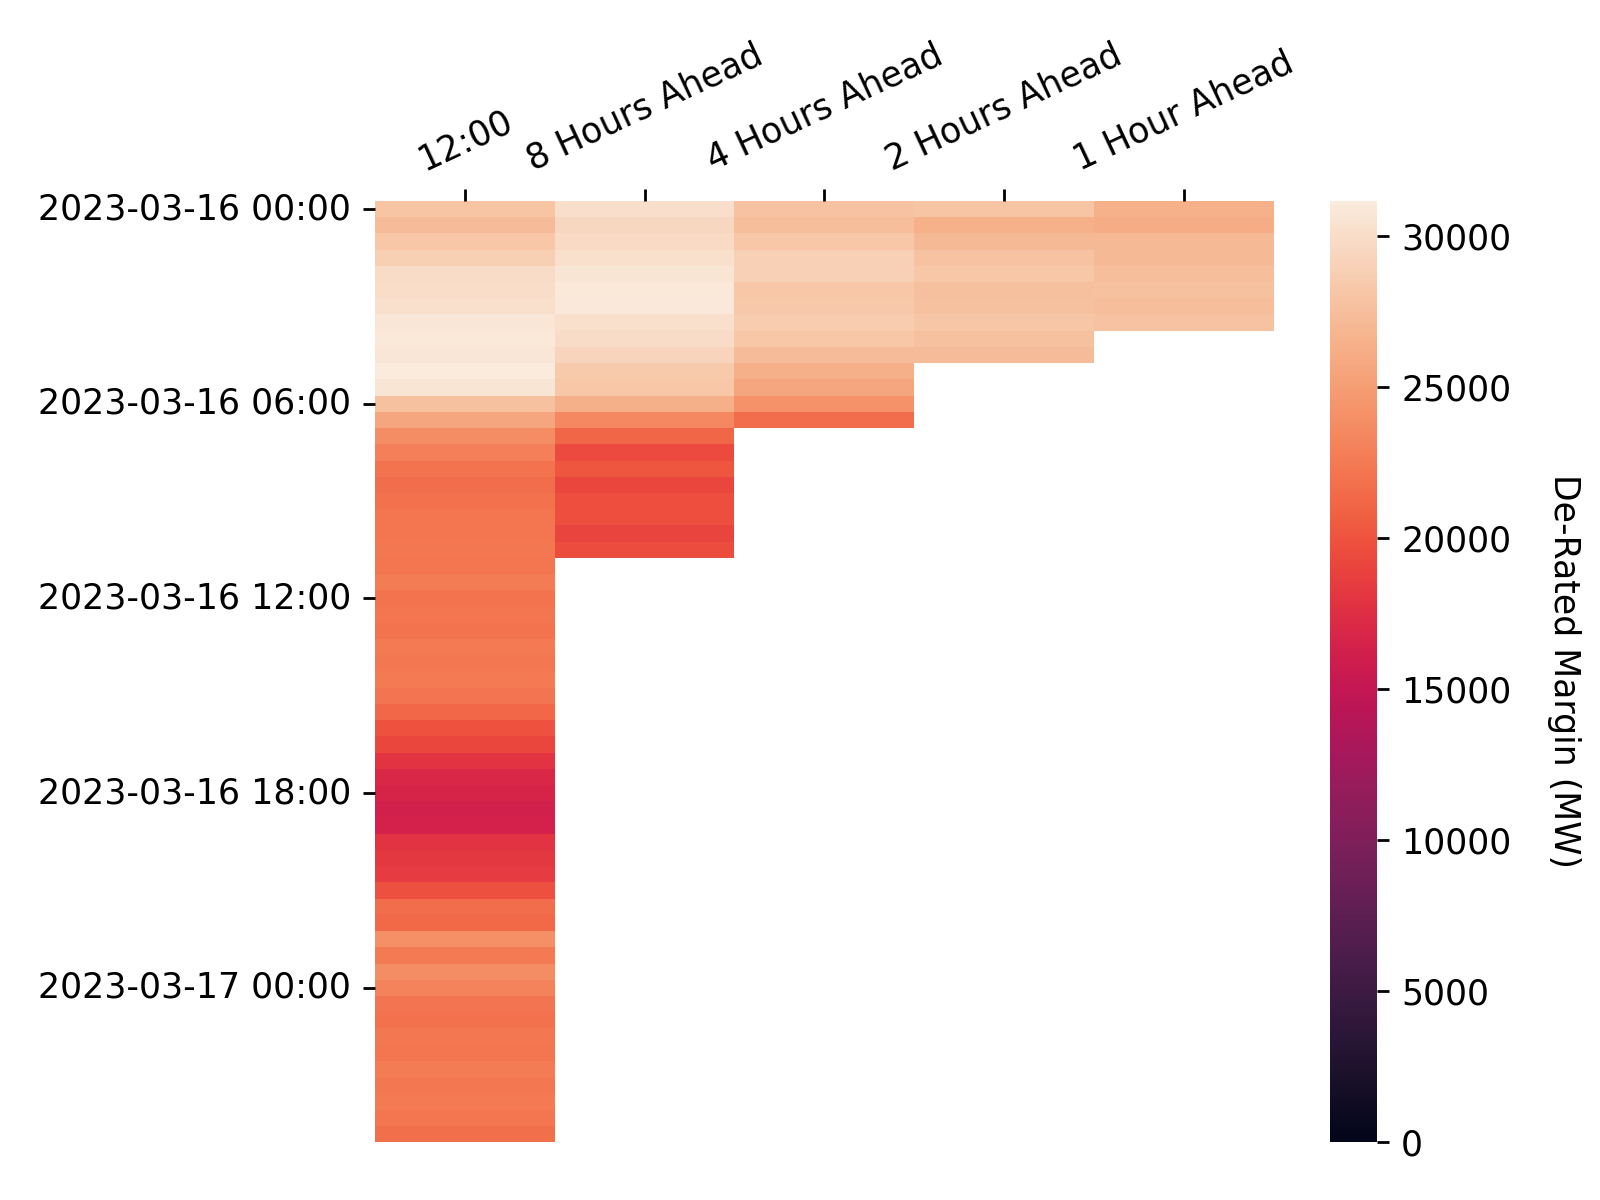 12:00
8 Hours Ahead
4 Hours Ahead
2 Hours Ahead
1 Hour Ahead
2023-03-16 00:00
2023-03-16 06:00
2023-03-16 12:00
2023-03-16 18:00
2023-03-17 00:00
30000
25000
20000
15000
10000
5000
0
De-Rated Margin (MW)